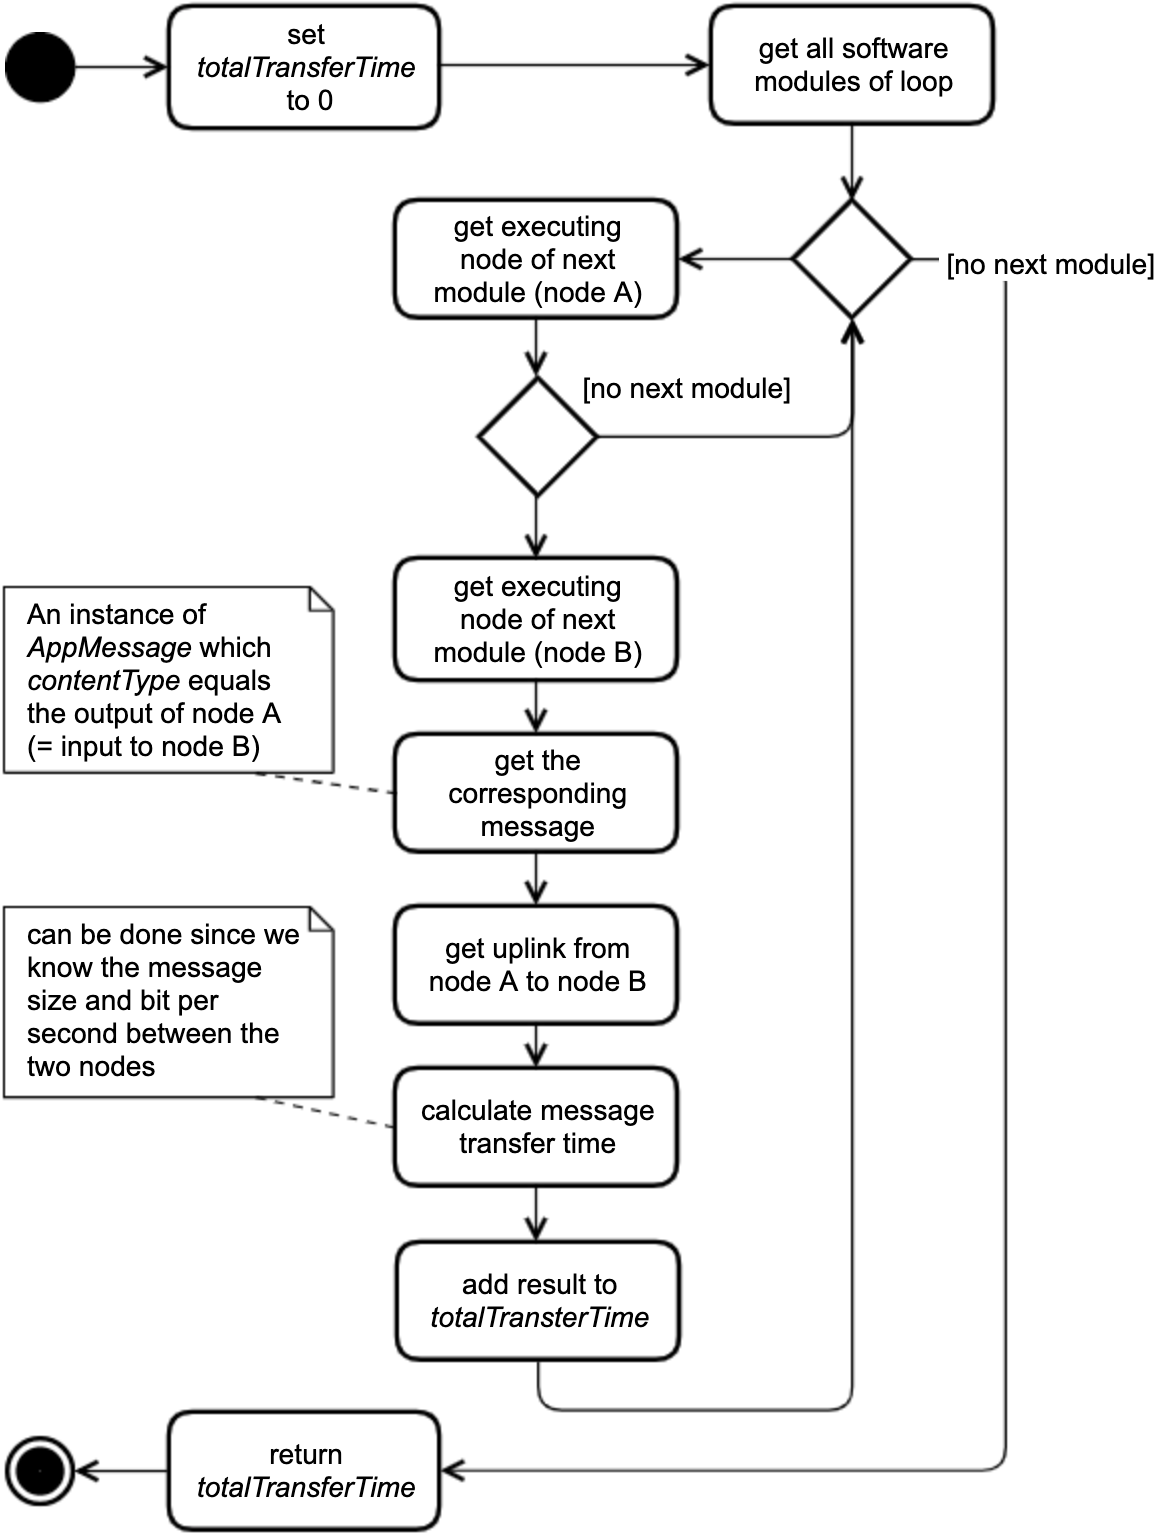 set
totalTransferTime
to 0
get all software
modules of loop
get executing
node of next
module (node A)
[no next module]
[no next module]
get executing
node of next
module (node B)
An instance of
AppMessage which
contentType equals
the output of node A
(= input to node B)
get the
corresponding
message
can be done since we
know the message
size and bit per
second between the
two nodes
get uplink from
node A to node B
calculate message
transfer time
add result to
totalTransterTime
return
totalTransferTime